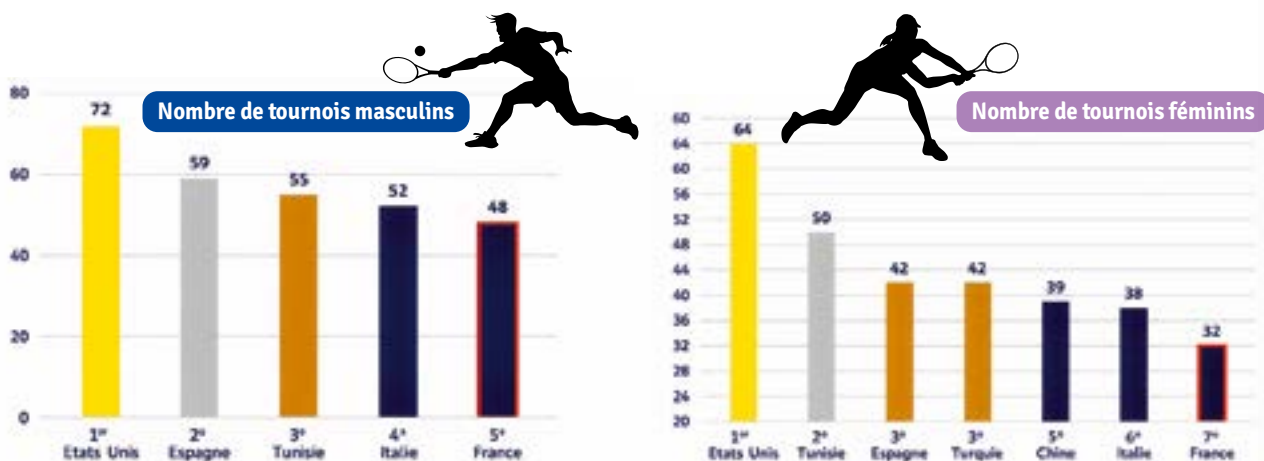 Nombre de tournois masculins
80
60
40
20
0
72
59
55
52
48
1er
2e
3e
4e
5e
Etats Unis
Espagne
Tunisie
Italie
France
Nombre de tournois féminins
64
60
56
52
48
44
40
36
32
28
24
20
64
50
42
42
39
38
32
1er
2e
3e
3e
5e
6e
7e
Etats Unis
Tunisie
Espagne
Turquie
Chine
Italie
France